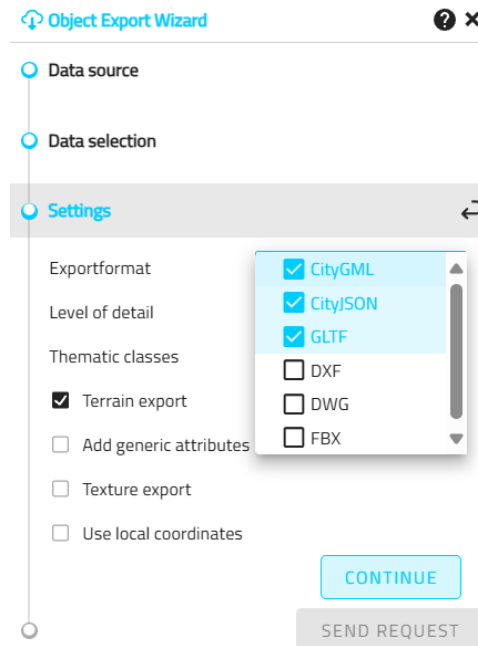 Object Export Wizard
Data source
Data selection
Settings
Exportformat
CityGML
CityJSON
Level of detail
GLTF
Thematic classes
DXF
Terrain export
DWG
Add generic attributes
FBX
Texture export
Use local coordinates
CONTINUE
SEND REQUEST